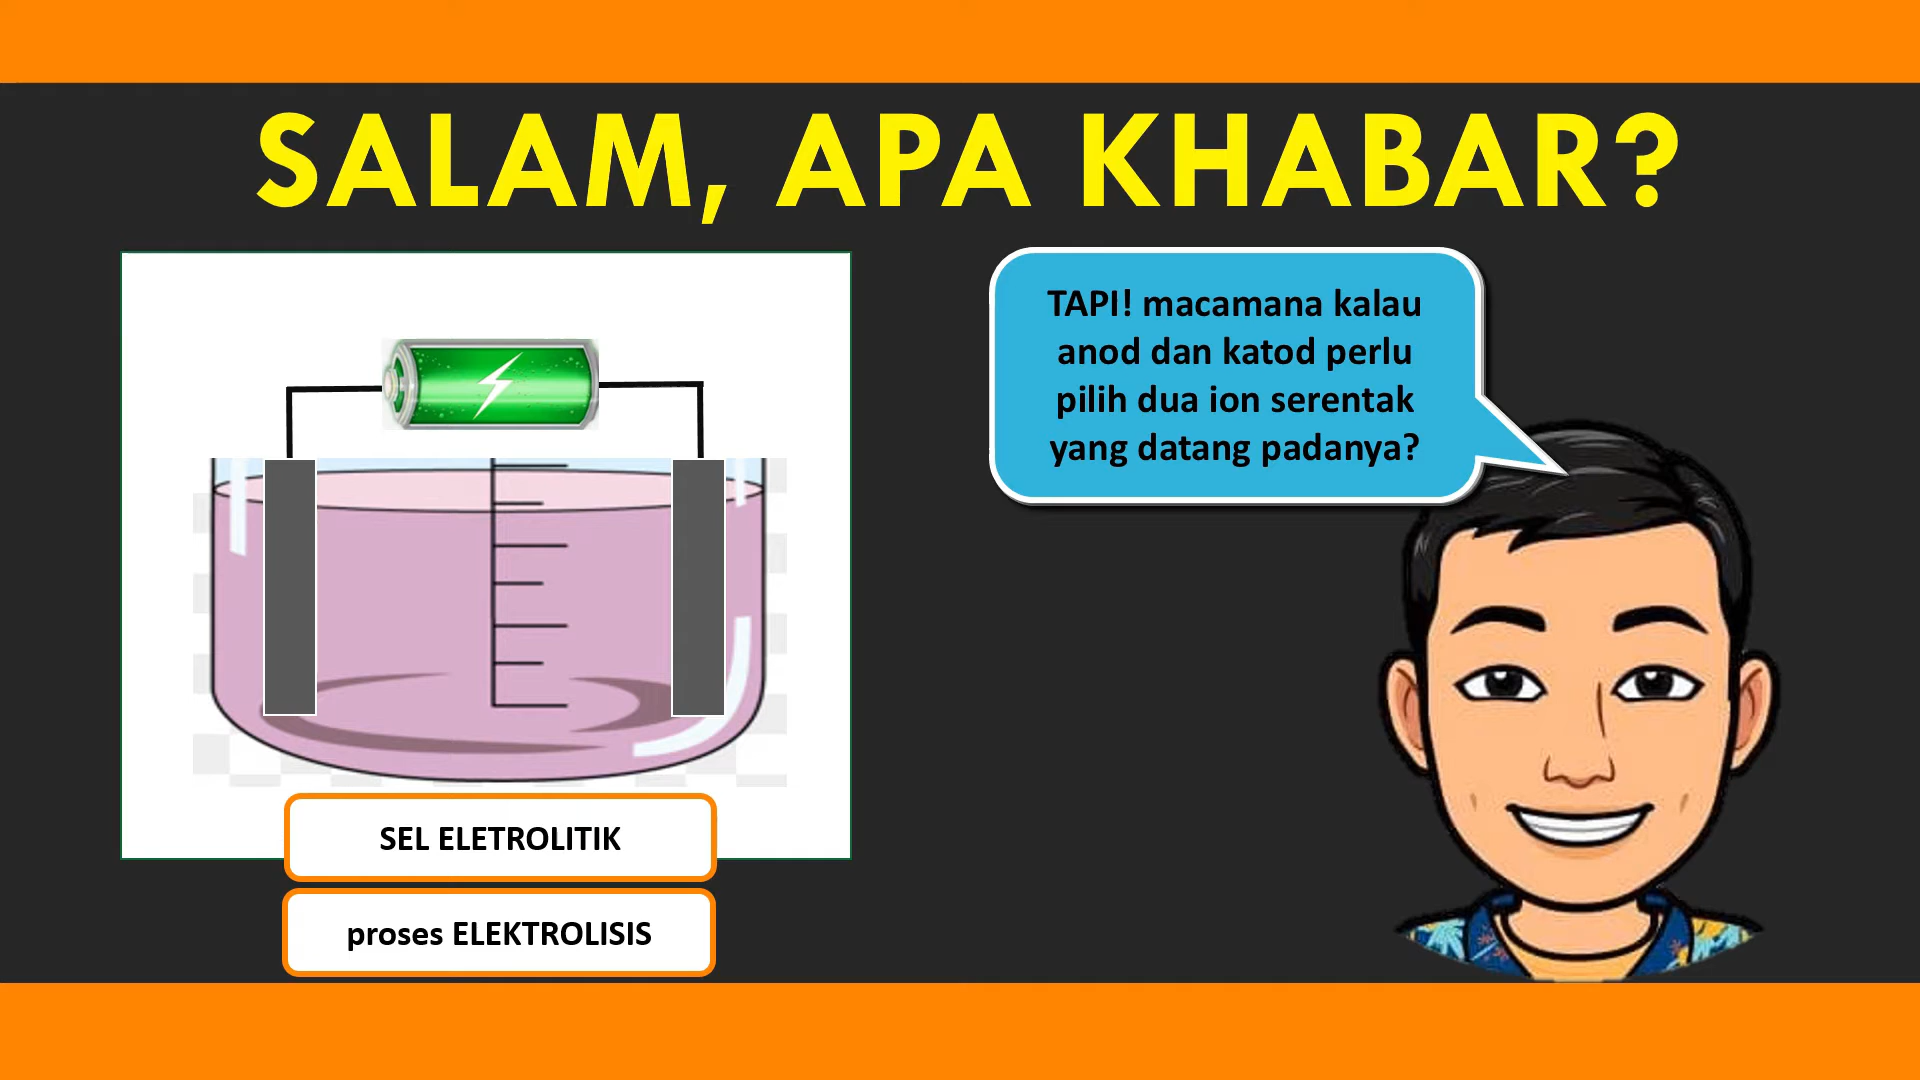 SALAM, APA KHABAR?
TAPI! macamana kalau
anod dan katod perlu
pilih dua ion serentak
yang datang padanya?
SEL ELETROLITIK
proses ELEKTROLISIS